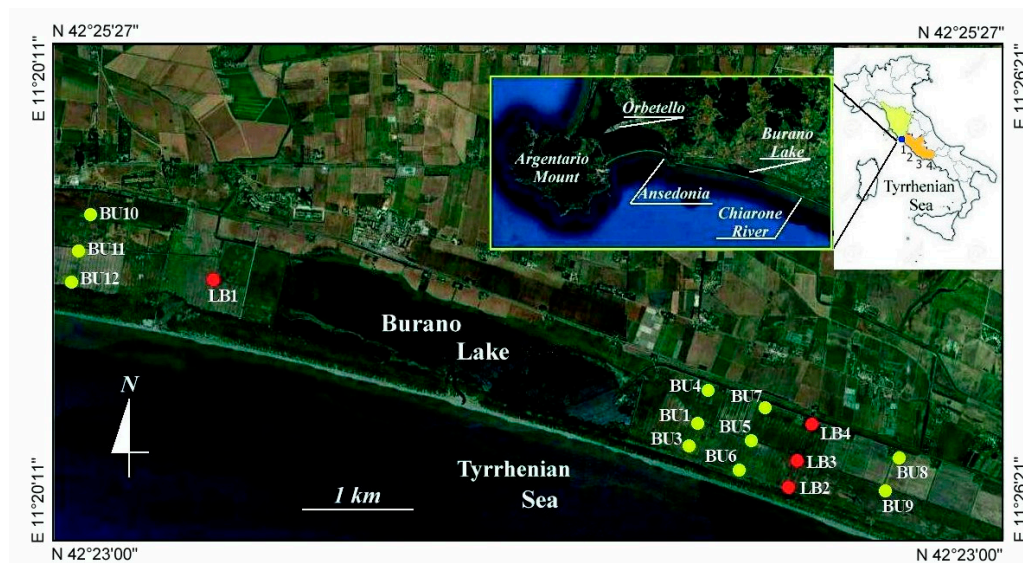 N 42°25'27"
N 42°25'27"
E 11°20'11"
E 11°26'21"
Orbetello
Argentario
Mount
Burano
Lake
Ansedonia
Chiarone
River
1
2
3 4
Tyrrhenian
Sea
BU10
BU11
BU12
LB1
Burano
Lake
BU4
BU7
BU1
BU5
LB4
BU3
BU6
LB3
BU8
LB2
BU9
N
Tyrrhenian
Sea
1 km
E 11°20'11"
E 11°26'21"
N 42°23'00"
N 42°23'00"